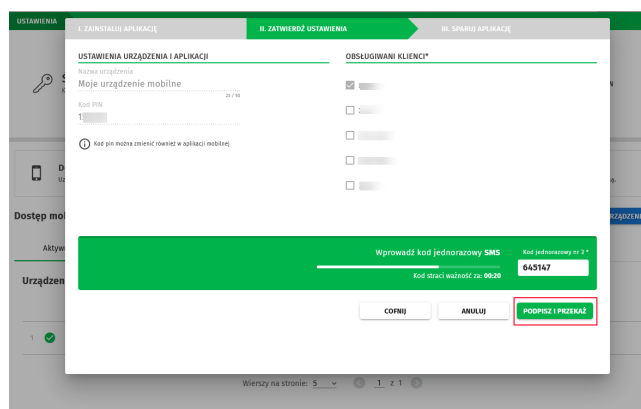 USTAWIENIA
I. ZAINSTALUJ APLIKACJĘ
II. ZATWIERDŹ USTAWIENIA
III. SPARUJ APLIKACJĘ
USTAWIENIA URZĄDZENIA I APLIKACJI
OBSŁUGIWANI KLIENCI*
Nazwa urządzenia
Moje urządzenie mobilne
21 / 50
Kod PIN
1
Kod pin można zmienić również w aplikacji mobilnej
Dostęp mo
Aktyw
Urządzen
1
Wprowadź kod jednorazowy SMS
Kod jednorazowy nr 3 *
645147
Kod straci ważność za: 00:20
COFNIJ
ANULUJ
PODPISZ I PRZEKAŻ
Wierszy na stronie: 5
1 z 1